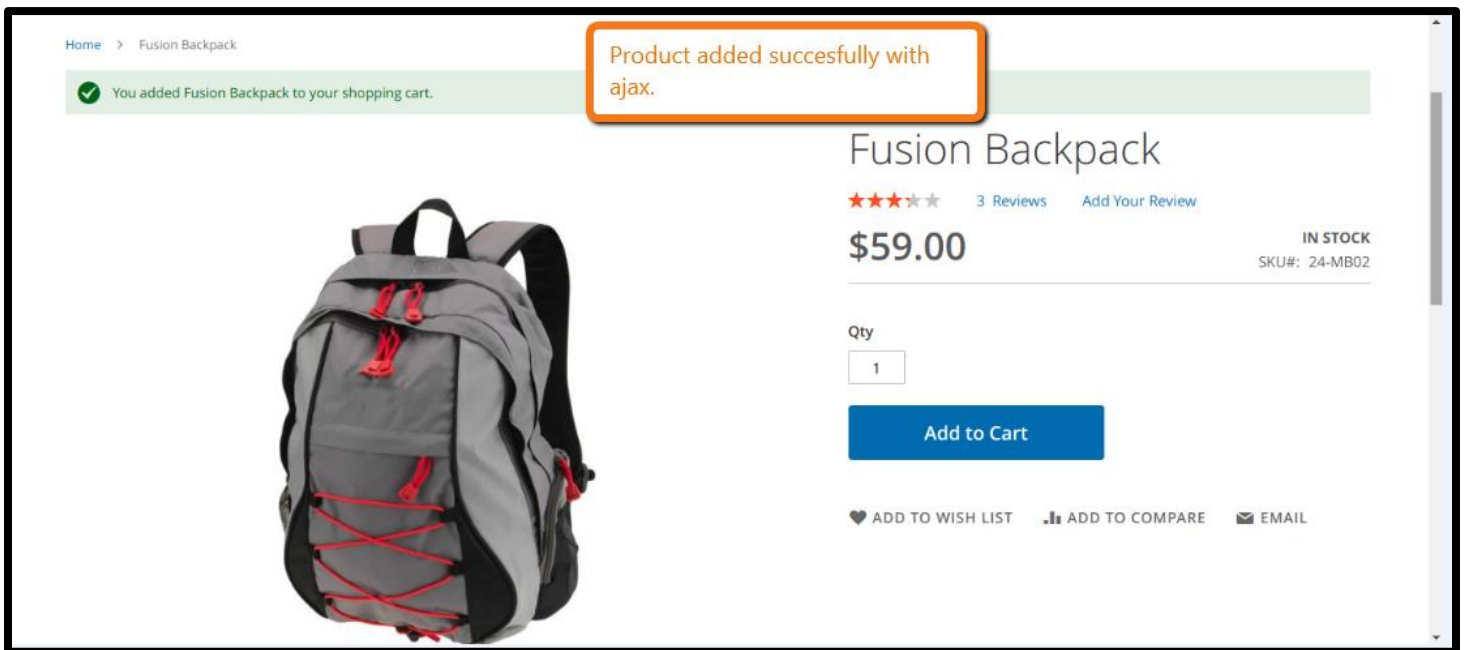 Home > Fusion Backpack
Product added succesfully with
ajax.
You added Fusion Backpack to your shopping cart.
Fusion Backpack
3 Reviews Add Your Review
$59.00
IN STOCK
SKU#: 24-MB02
Qty
1
Add to Cart
ADD TO WISH LIST ADD TO COMPARE EMAIL